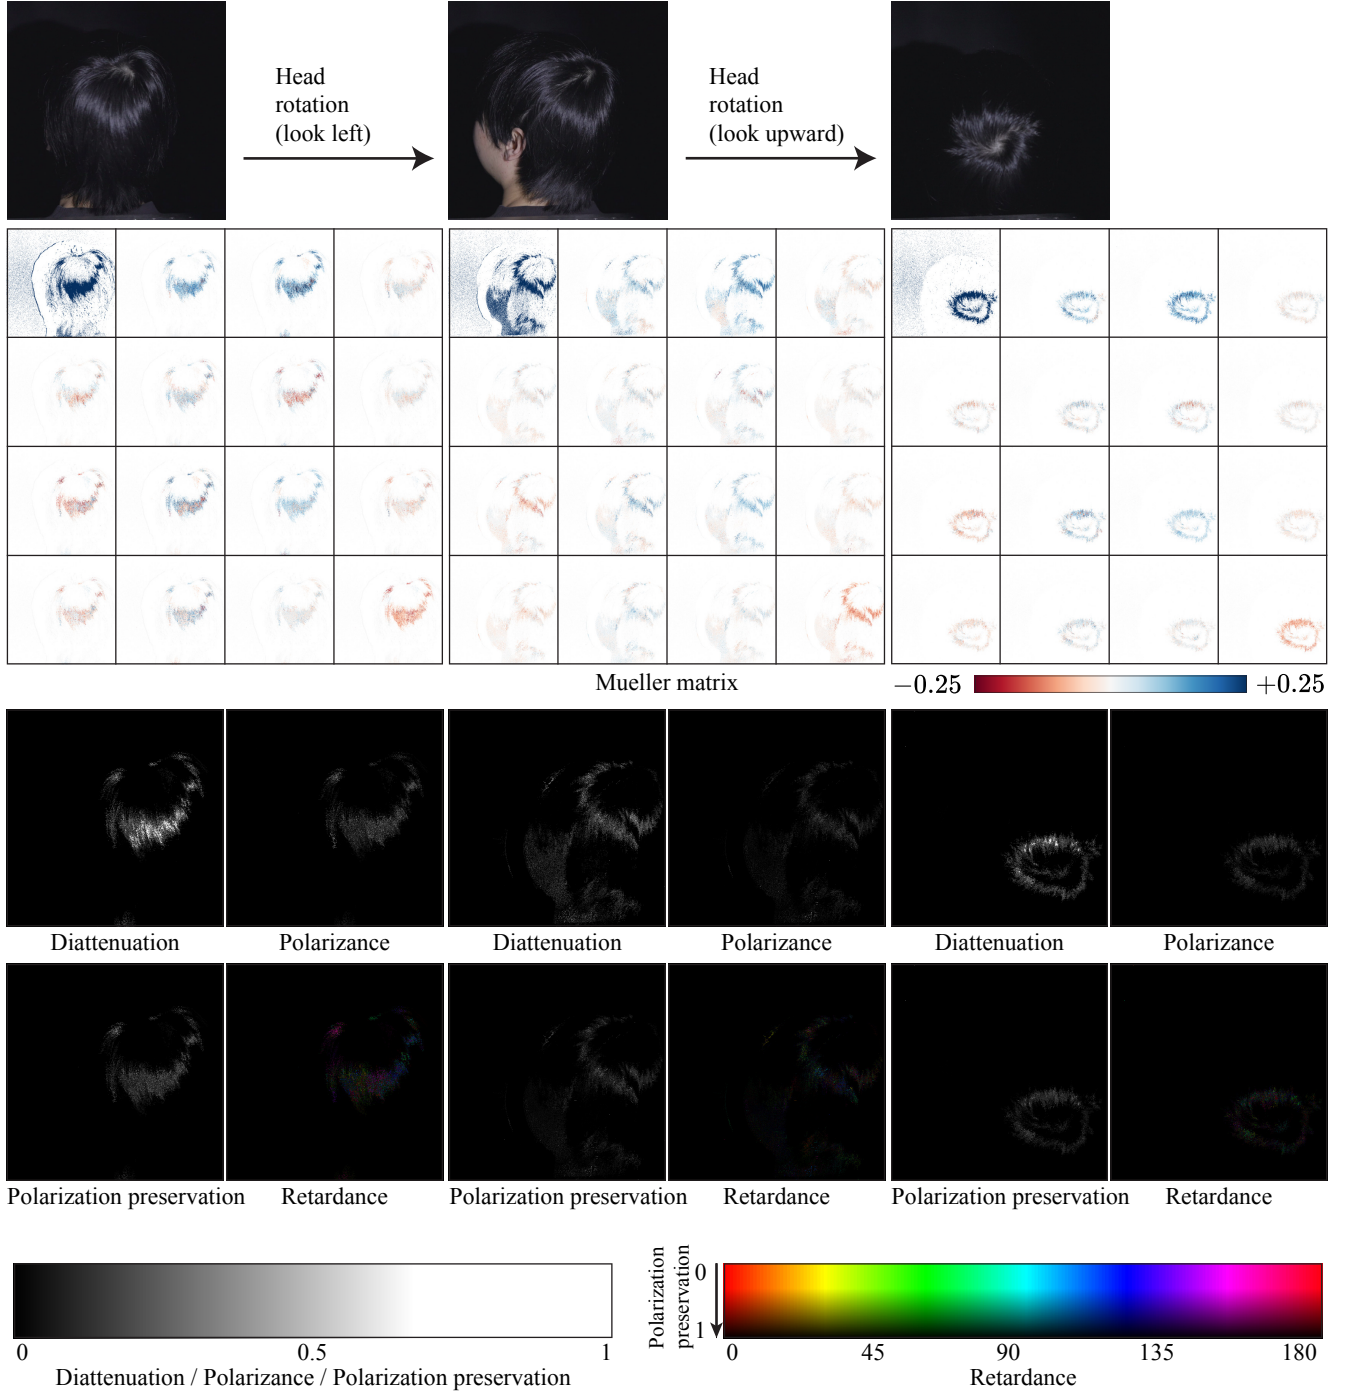 Head
rotation
(look left)
Head
rotation
(look upward)
Mueller matrix
−0.25
+0.25
Diattenuation
Polarizance
Diattenuation
Polarizance
Diattenuation
Polarizance
Polarization preservation
Retardance
Polarization preservation
Retardance
Polarization preservation
Retardance
0
0.5
1
Diattenuation / Polarizance / Polarization preservation
Polarization
preservation
0
1
0
45
90
135
180
Retardance